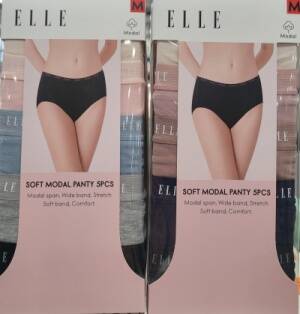 ELLE
M
Modal
SOFT MODAL PANTY 5PCS
Modal span, Wide band, Stretch
Soft band, Comfort
ELLE
ELLE
M
Modal
SOFT MODAL PANTY 5PCS
Modal span, Wide band, Stretch
Soft band, Comfort